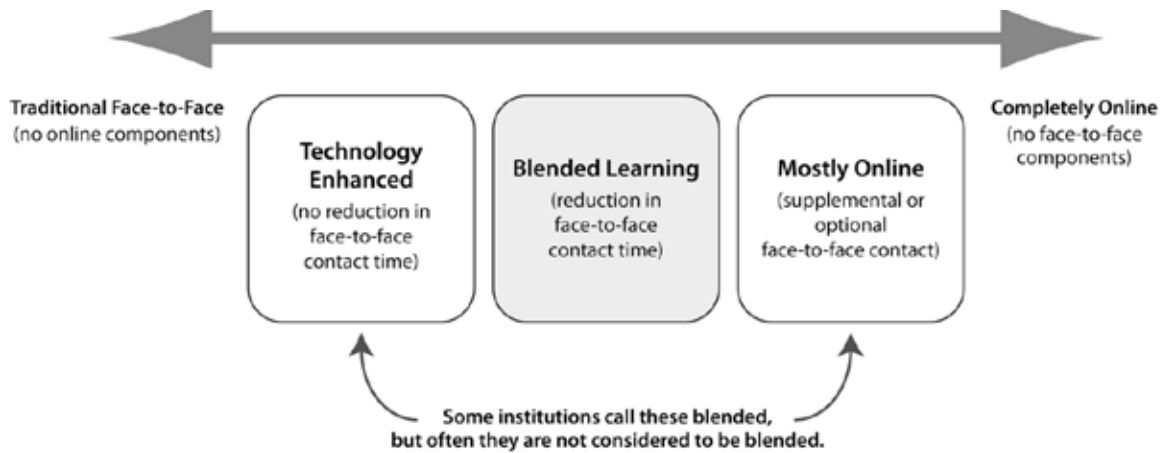 Traditional Face-to-Face
(no online components)
Technology
Enhanced
(no reduction in
face-to-face
contact time)
Blended Learning
(reduction in
face-to-face
contact time)
Mostly Online
(supplemental or
optional
face-to-face contact)
Completely Online
(no face-to-face
components)
Some institutions call these blended,
but often they are not considered to be blended.